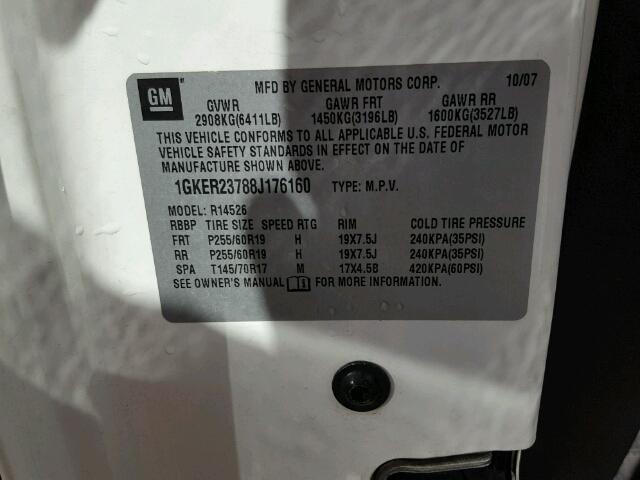 GM MFD BY GENERAL MOTORS CORP. 10/07
GVWR GAWR FRT GAWR RR
2908KG(6411LB) 1450KG(3196LB) 1600KG(3527LB)
THIS VEHICLE CONFORMS TO ALL APPLICABLE U.S. FEDERAL MOTOR
VEHICLE SAFETY STANDARDS IN EFFECT ON THE DATE OF
MANUFACTURE SHOWN ABOVE.
1GKER23788J176160 TYPE: M.P.V.
MODEL: R14526
RBBP TIRE SIZE SPEED RTG RIM COLD TIRE PRESSURE
FRT P255/60R19 H 19X7.5J 240KPA(35PSI)
RR P255/60R19 H 19X7.5J 240KPA(35PSI)
SPA T145/70R17 M 17X4.5B 420KPA(60PSI)
SEE OWNER'S MANUAL FOR MORE INFORMATION.